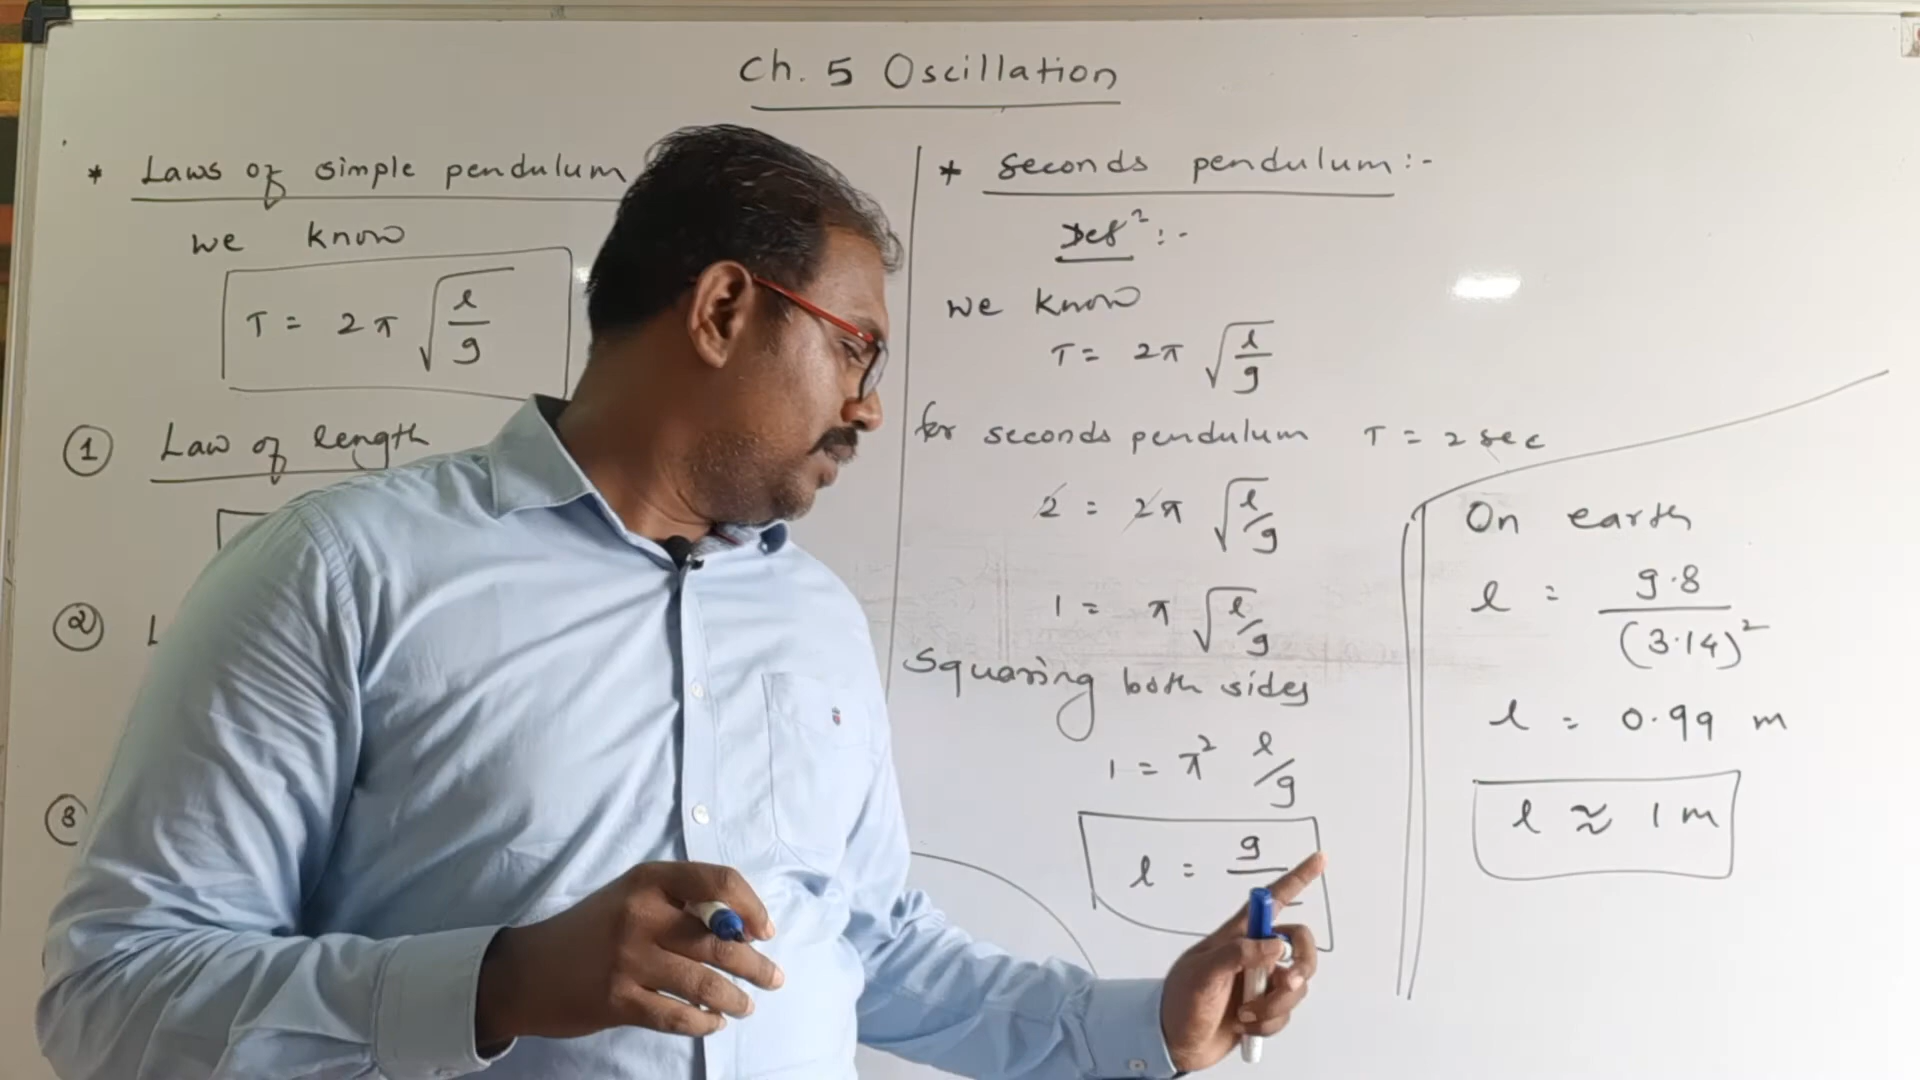 Ch. 5 Oscillation
* Laws of simple pendulum
we know
T = 2π √(l/g)
① Law of length
② L
③
* Seconds pendulum:-
Defⁿ:-
we know
T = 2π √(l/g)
for seconds pendulum T = 2 sec
2 = 2π √(l/g)
1 = π √(l/g)
Squaring both sides
1 = π² l/g
l = g
On earth
l = 9.8/(3.14)²
l = 0.99 m
l ≈ 1 m